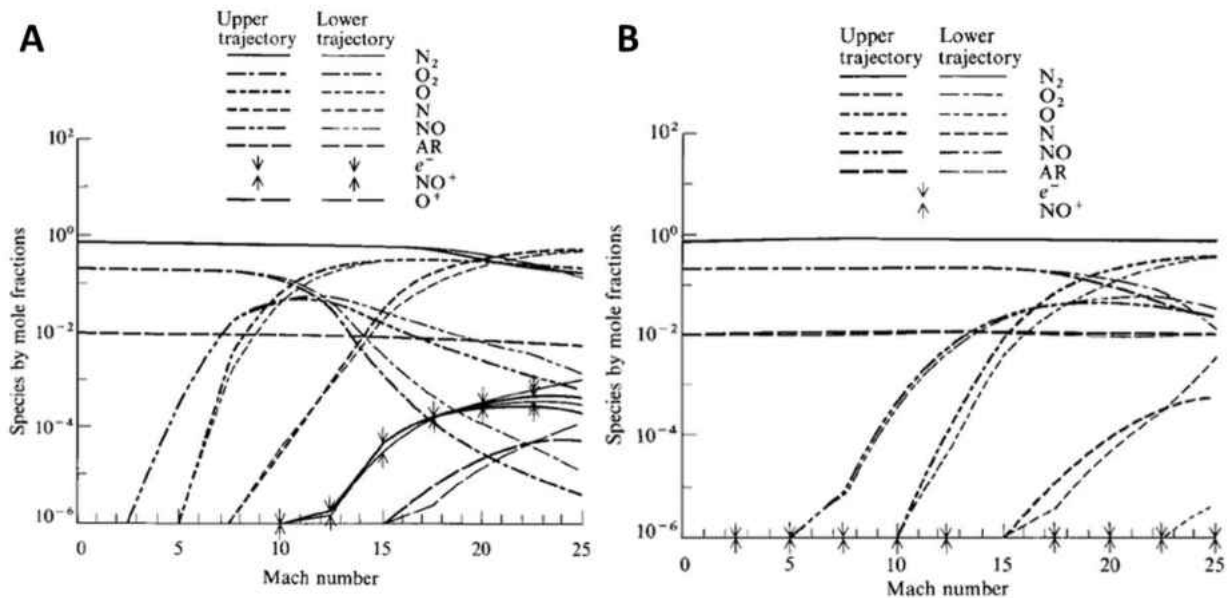 A
Upper trajectory
Lower trajectory
N₂
O₂
O
N
NO
AR
e⁻
NO⁺
O⁺
Species by mole fractions
10²
10⁰
10⁻²
10⁻⁴
10⁻⁶
0 5 10 15 20 25
Mach number
B
Upper trajectory
Lower trajectory
N₂
O₂
O
N
NO
AR
e⁻
NO⁺
Species by mole fractions
10²
10⁰
10⁻²
10⁻⁴
10⁻⁶
0 5 10 15 20 25
Mach number